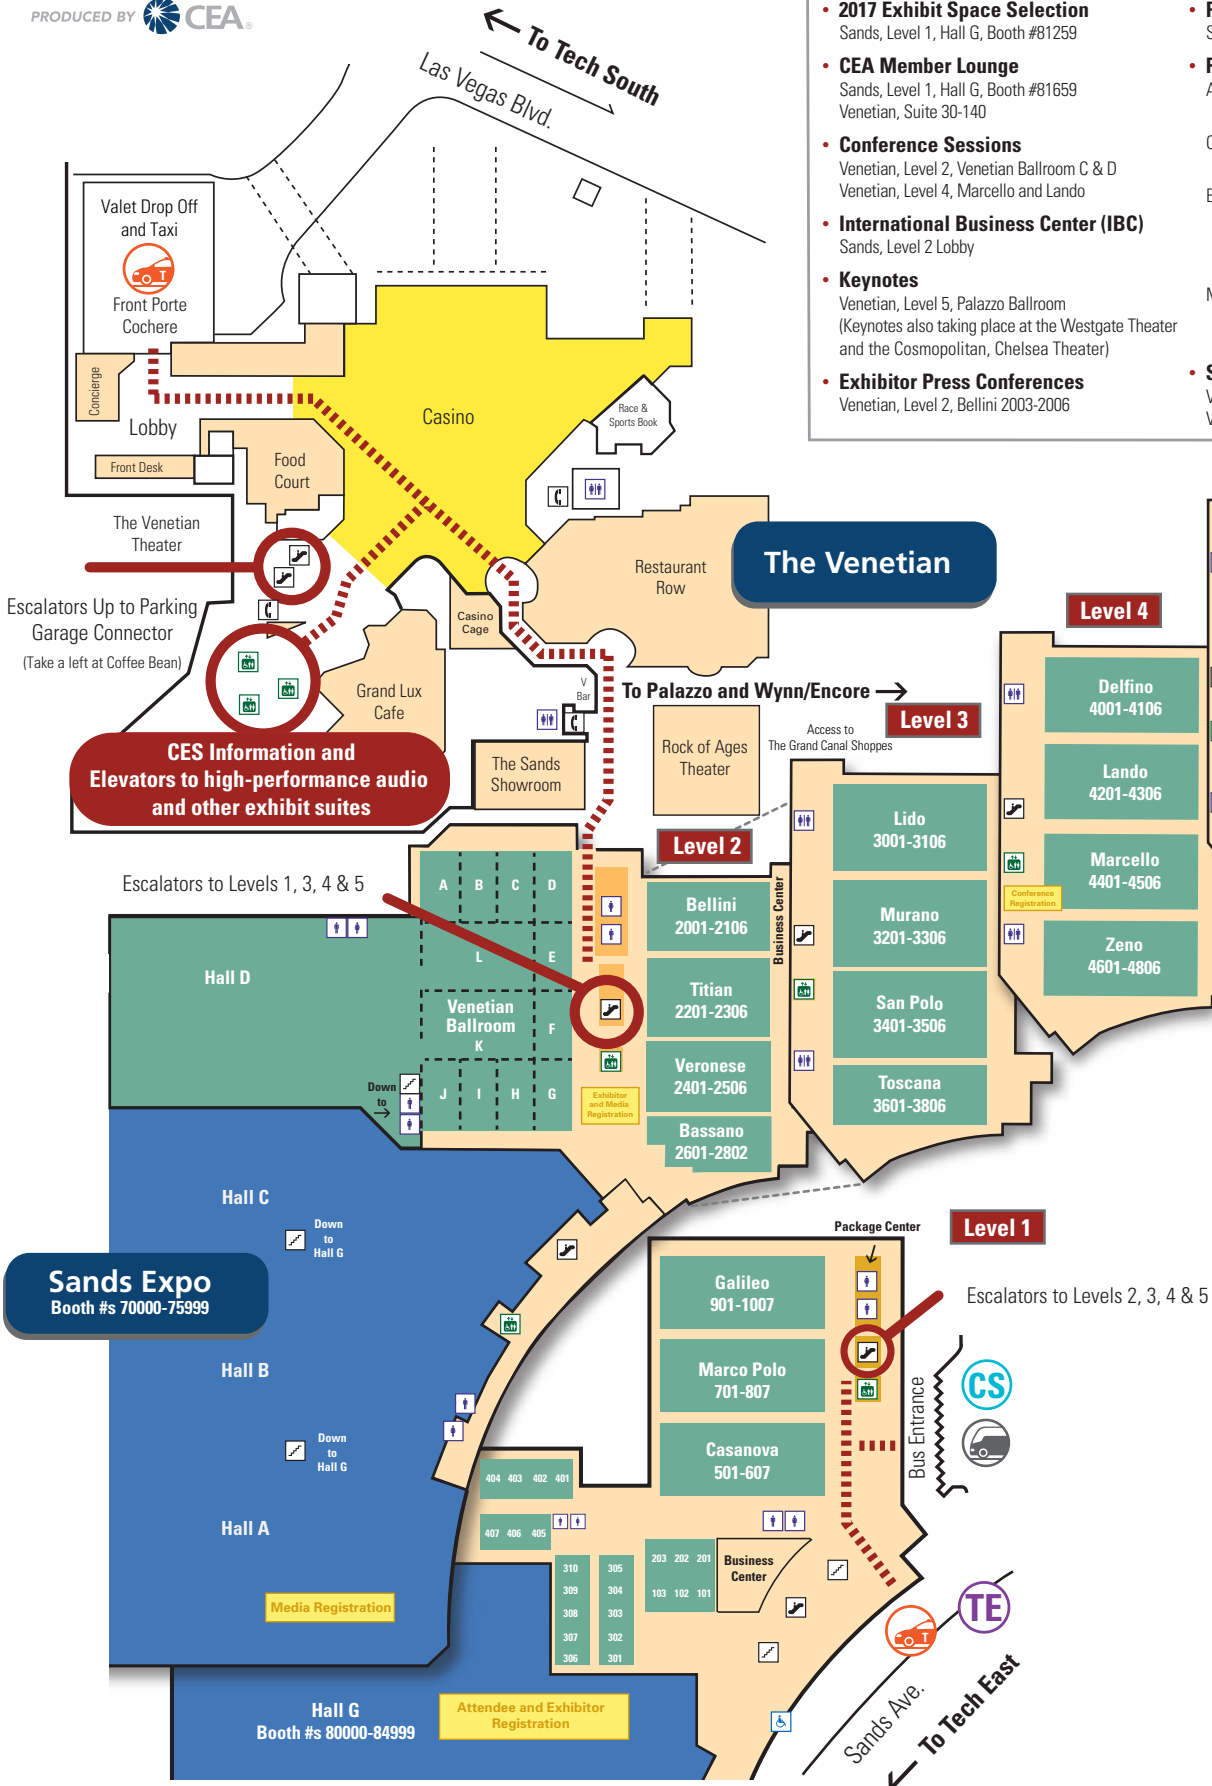 PRODUCED BY CEA
To Tech South
Las Vegas Blvd.
• 2017 Exhibit Space Selection
Sands, Level 1, Hall G, Booth #81259
• CEA Member Lounge
Sands, Level 1, Hall G, Booth #81659
Venetian, Suite 30-140
• Conference Sessions
Venetian, Level 2, Venetian Ballroom C & D
Venetian, Level 4, Marcello and Lando
• International Business Center (IBC)
Sands, Level 2 Lobby
• Keynotes
Venetian, Level 5, Palazzo Ballroom
(Keynotes also taking place at the Westgate Theater
and the Cosmopolitan, Chelsea Theater)
• Exhibitor Press Conferences
Venetian, Level 2, Bellini 2003-2006
Valet Drop Off
and Taxi
T
Front Porte
Cochere
Concierge
Lobby
Front Desk
Food
Court
Casino
Race &
Sports Book
The Venetian
Theater
Escalators Up to Parking
Garage Connector
(Take a left at Coffee Bean)
Restaurant
Row
The Venetian
Casino
Cage
Grand Lux
Cafe
V
Bar
To Palazzo and Wynn/Encore
CES Information and
Elevators to high-performance audio
and other exhibit suites
The Sands
Showroom
Rock of Ages
Theater
Access to
The Grand Canal Shoppes
Level 4
Delfino
4001-4106
Lando
4201-4306
Marcello
4401-4506
Conference
Registration
Zeno
4601-4806
Level 3
Lido
3001-3106
Murano
3201-3306
San Polo
3401-3506
Toscana
3601-3806
Level 2
Escalators to Levels 1, 3, 4 & 5
A B C D
L E
Venetian
Ballroom
K F
J I H G
Bellini
2001-2106
Titian
2201-2306
Veronese
2401-2506
Bassano
2601-2802
Business Center
Exhibitor
and Media
Registration
Hall D
Down
to
Hall C
Down
to
Hall G
Sands Expo
Booth #s 70000-75999
Hall B
Down
to
Hall G
Hall A
Media Registration
Hall G
Booth #s 80000-84999
Attendee and Exhibitor
Registration
Package Center
Level 1
Galileo
901-1007
Marco Polo
701-807
Casanova
501-607
Escalators to Levels 2, 3, 4 & 5
Bus Entrance
CS
404 403 402 401
407 406 405
310 305
309 304
308 303
307 302
306 301
203 202 201
103 102 101
Business
Center
T
TE
Sands Ave.
To Tech East